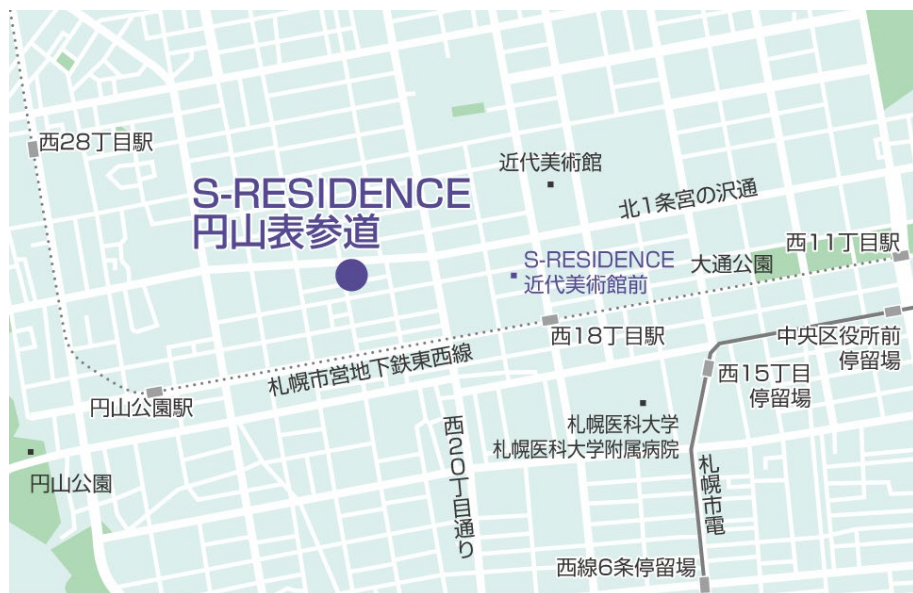 西28丁目駅
近代美術館
S-RESIDENCE
円山表参道
北1条宮の沢通
西11丁目駅
S-RESIDENCE
近代美術館前
大通公園
西18丁目駅
中央区役所前
停留場
札幌市営地下鉄東西線
西15丁目
停留場
円山公園駅
札幌医科大学
札幌医科大学附属病院
西20丁目通り
円山公園
札幌市電
西線6条停留場